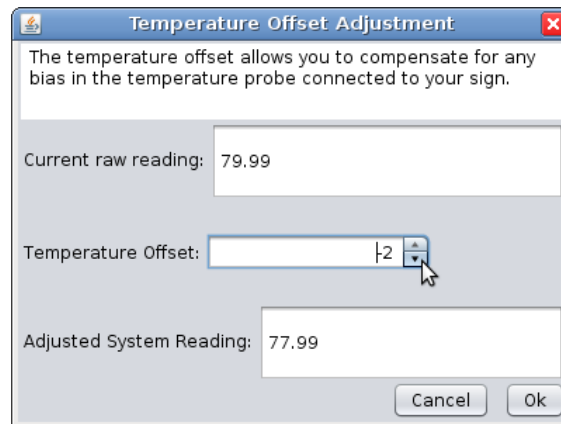 Temperature Offset Adjustment
The temperature offset allows you to compensate for any
bias in the temperature probe connected to your sign.
Current raw reading: 79.99
Temperature Offset: -2
Adjusted System Reading: 77.99
Cancel Ok